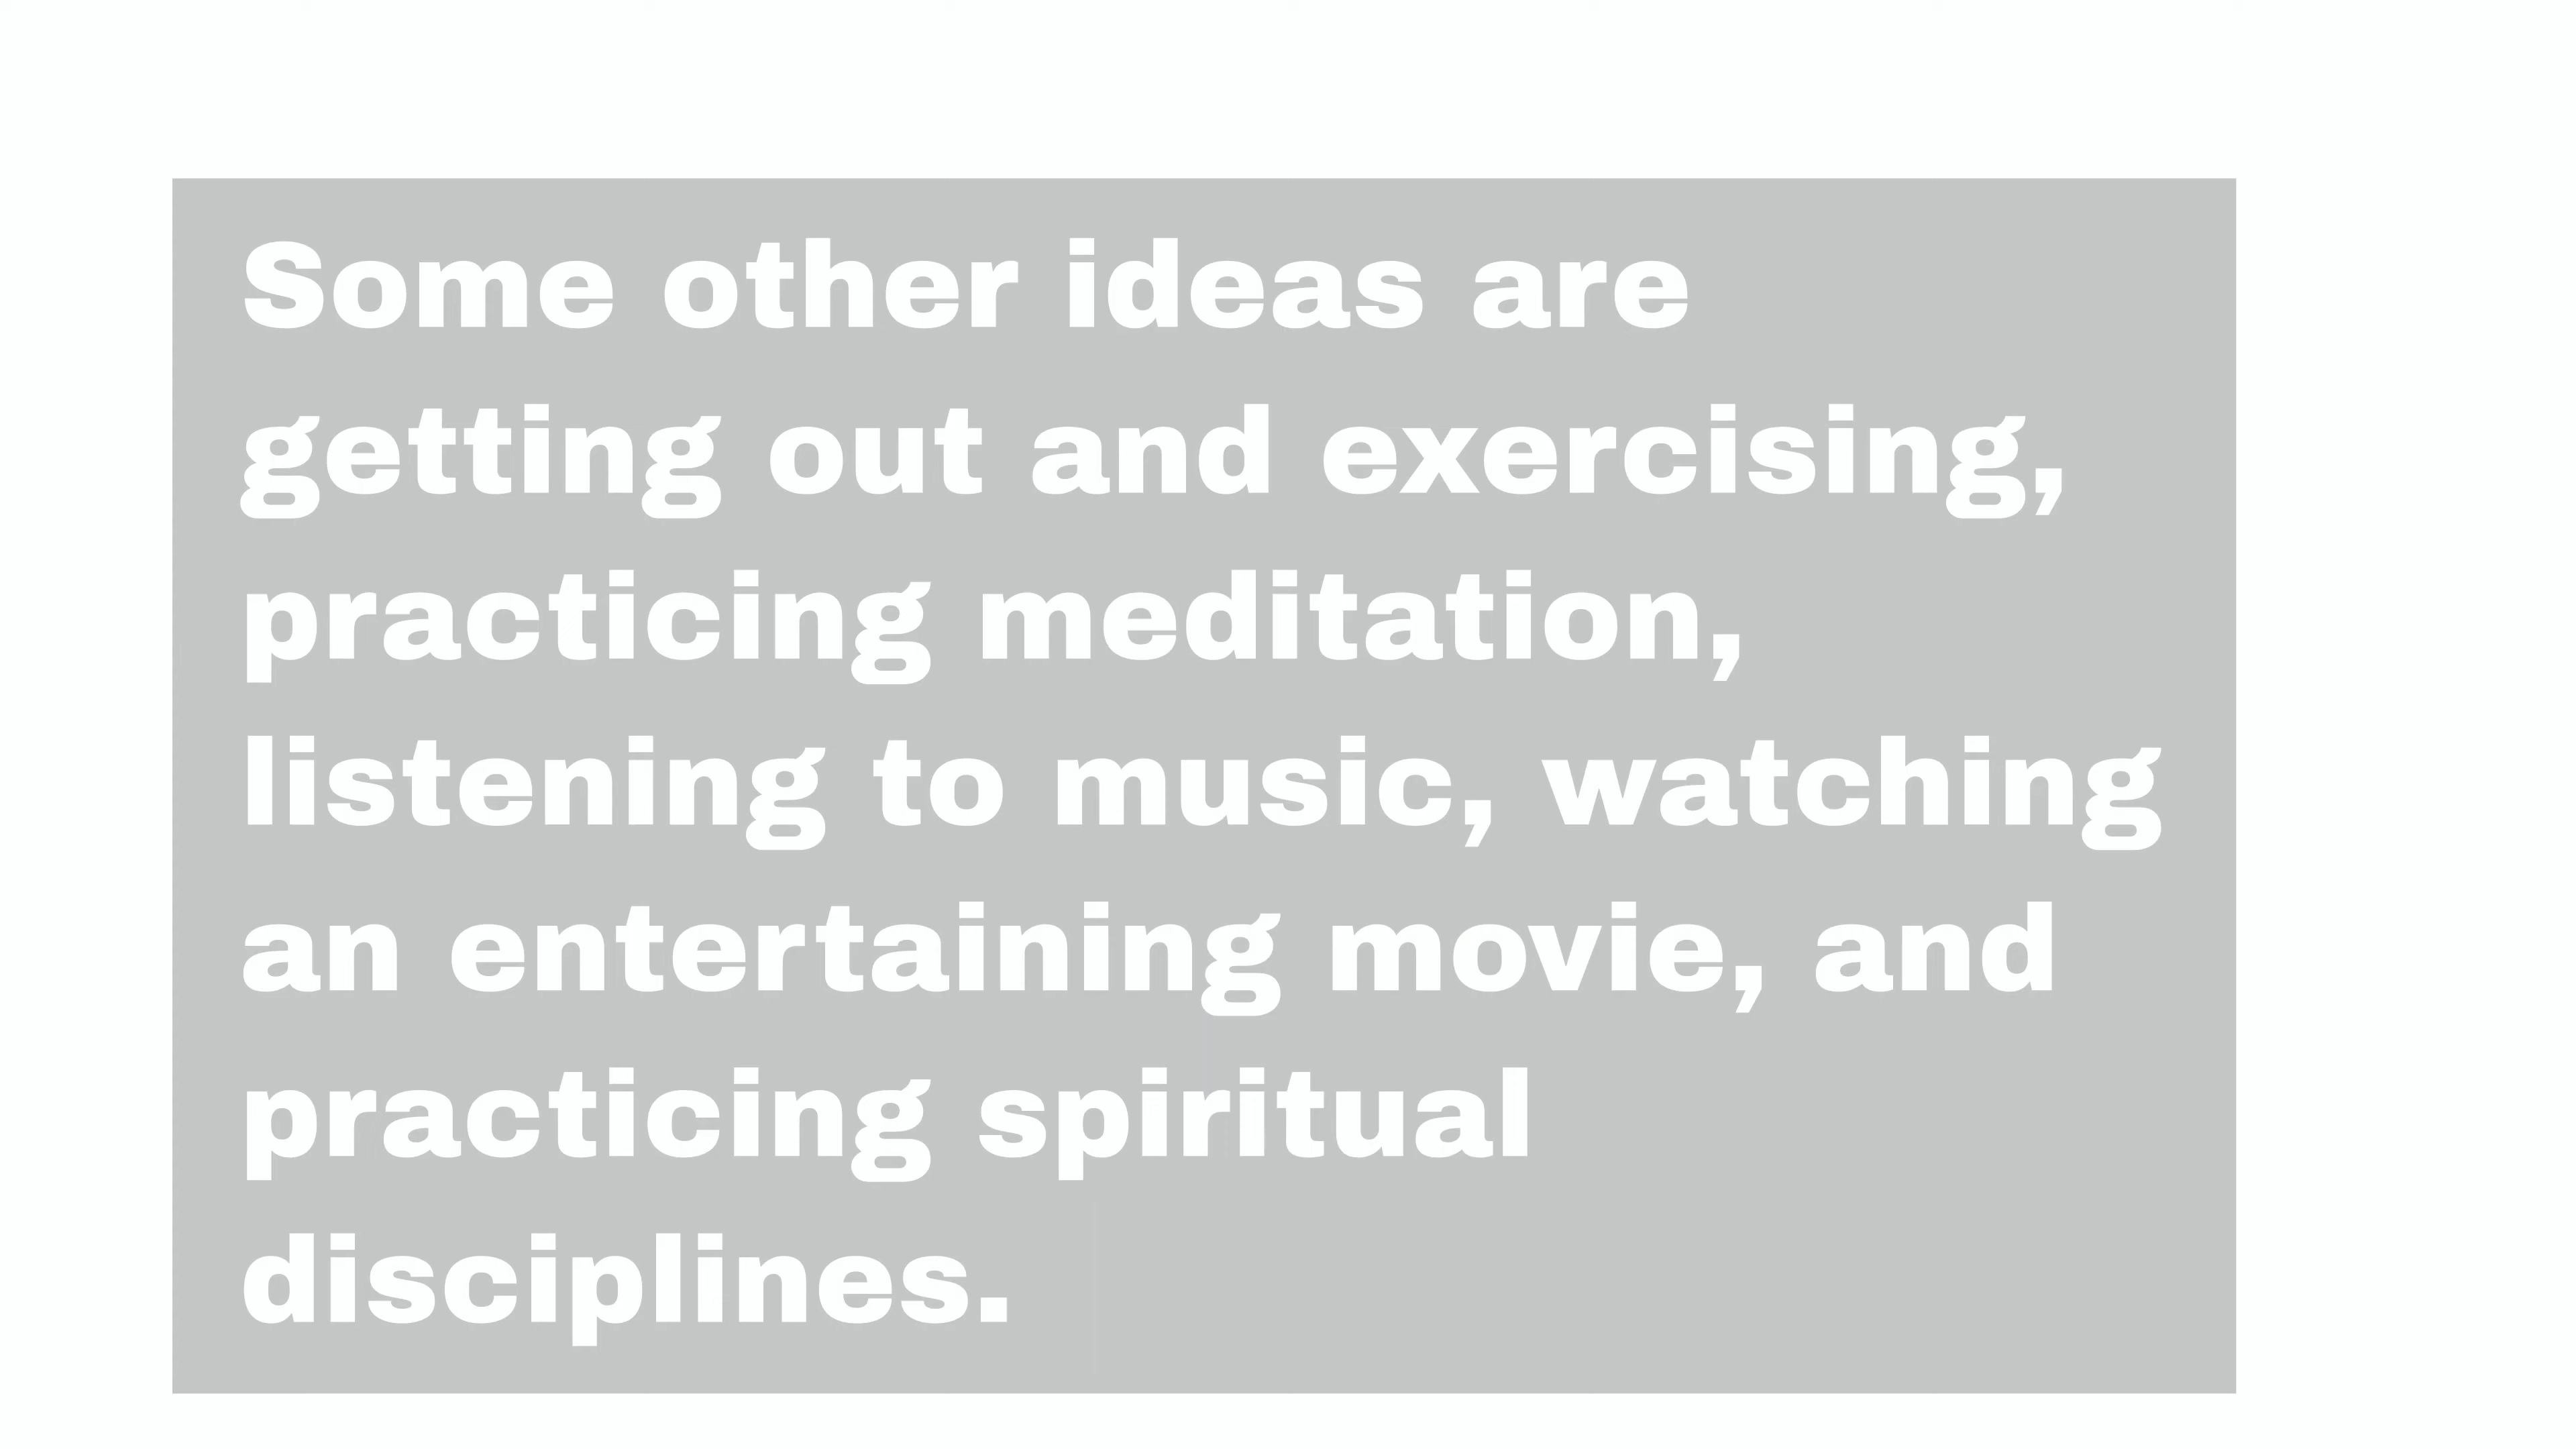 Some other ideas are
getting out and exercising,
practicing meditation,
listening to music, watching
an entertaining movie, and
practicing spiritual
disciplines.